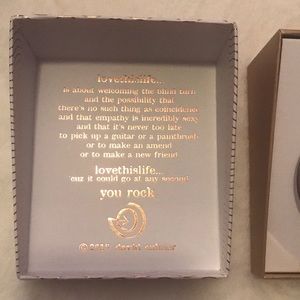 lovethislife...
is about welcoming the blind turn
and the possibility that
there's no such thing as coincidence
and that empathy is incredibly sexy
and that it's never too late
to pick up a guitar or a paintbrush
or to make an amend
or to make a new friend
lovethislife...
'cuz it could go at any second
you rock
©